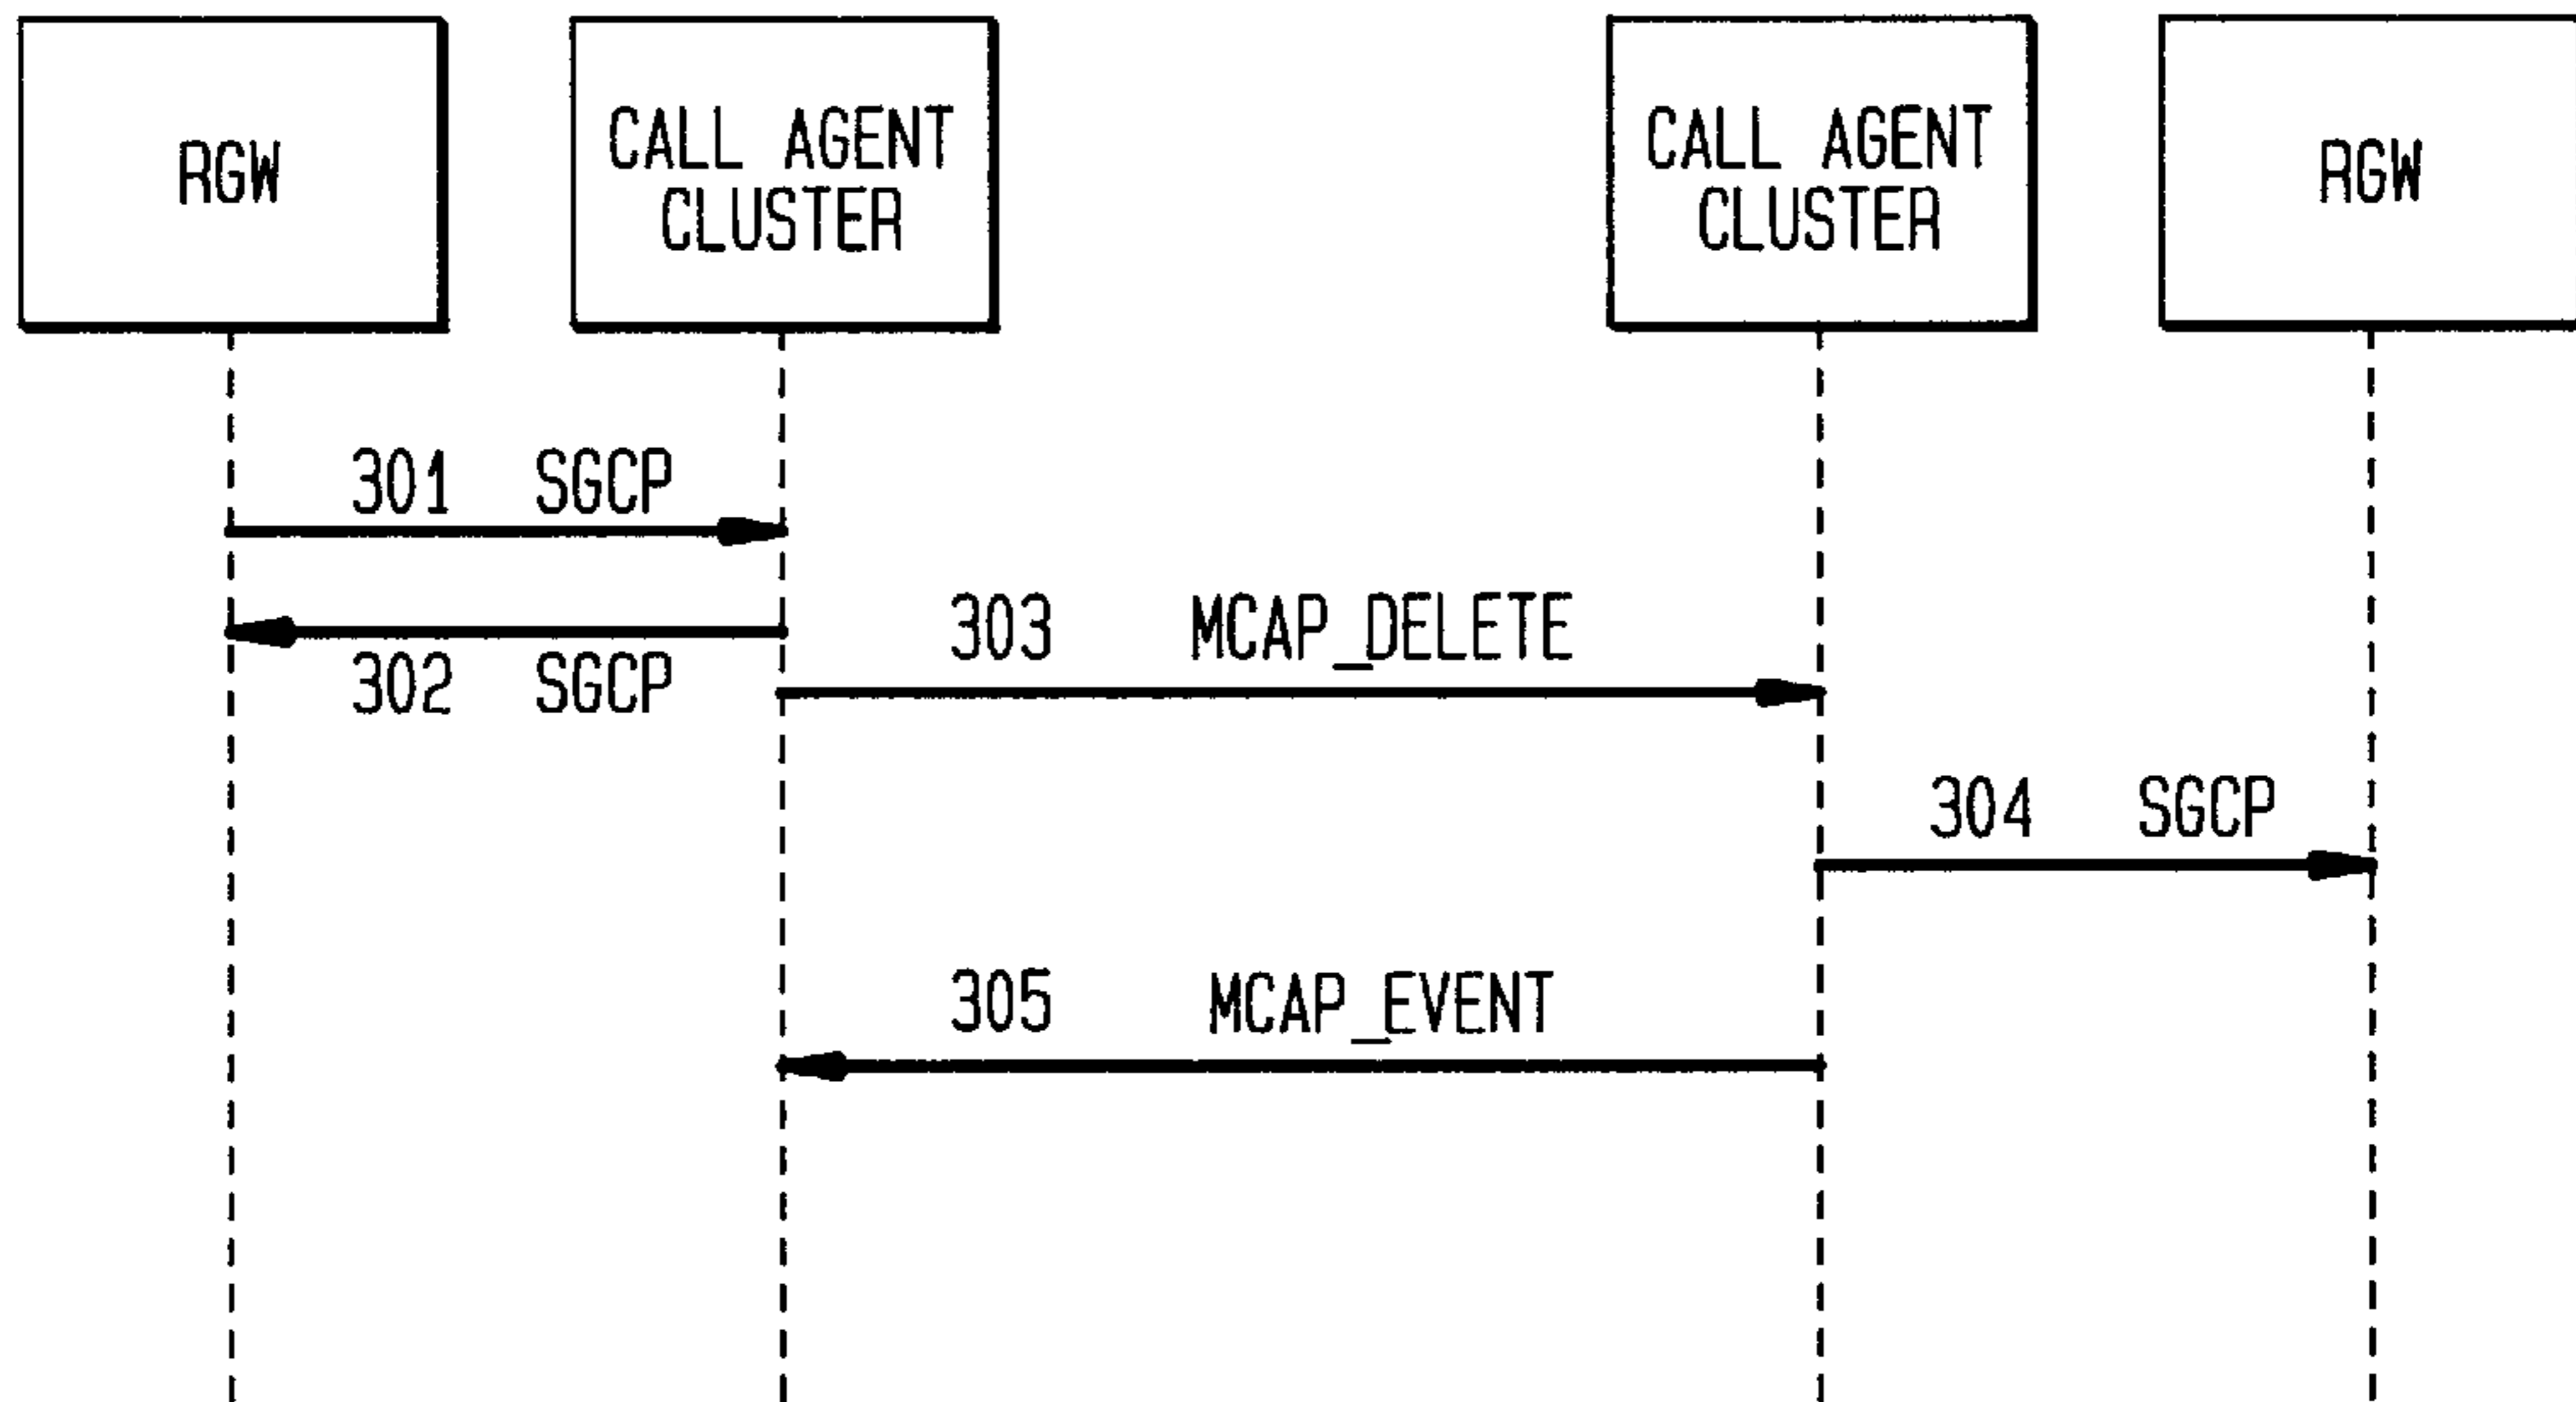 RGW
CALL AGENT
CLUSTER
CALL AGENT
CLUSTER
RGW
301 SGCP
302 SGCP
303 MCAP_DELETE
304 SGCP
305 MCAP_EVENT